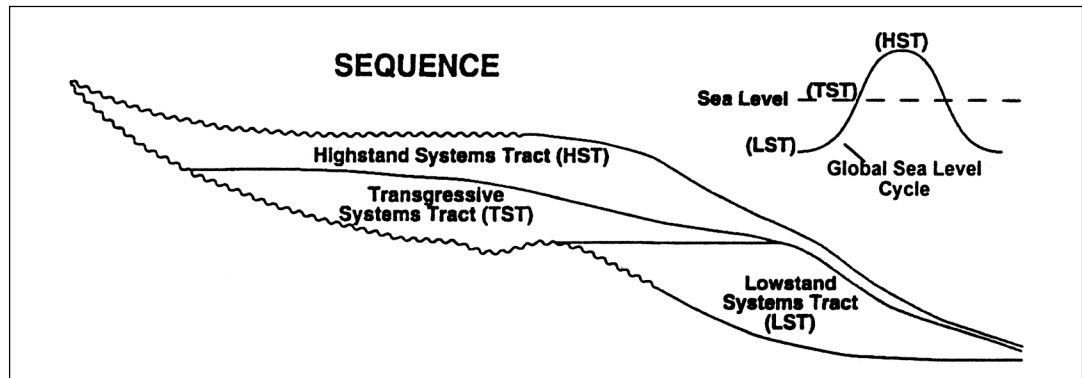 SEQUENCE
Highstand Systems Tract (HST)
Transgressive
Systems Tract (TST)
Lowstand
Systems Tract
(LST)
(HST)
Sea Level
(TST)
(LST)
Global Sea Level
Cycle